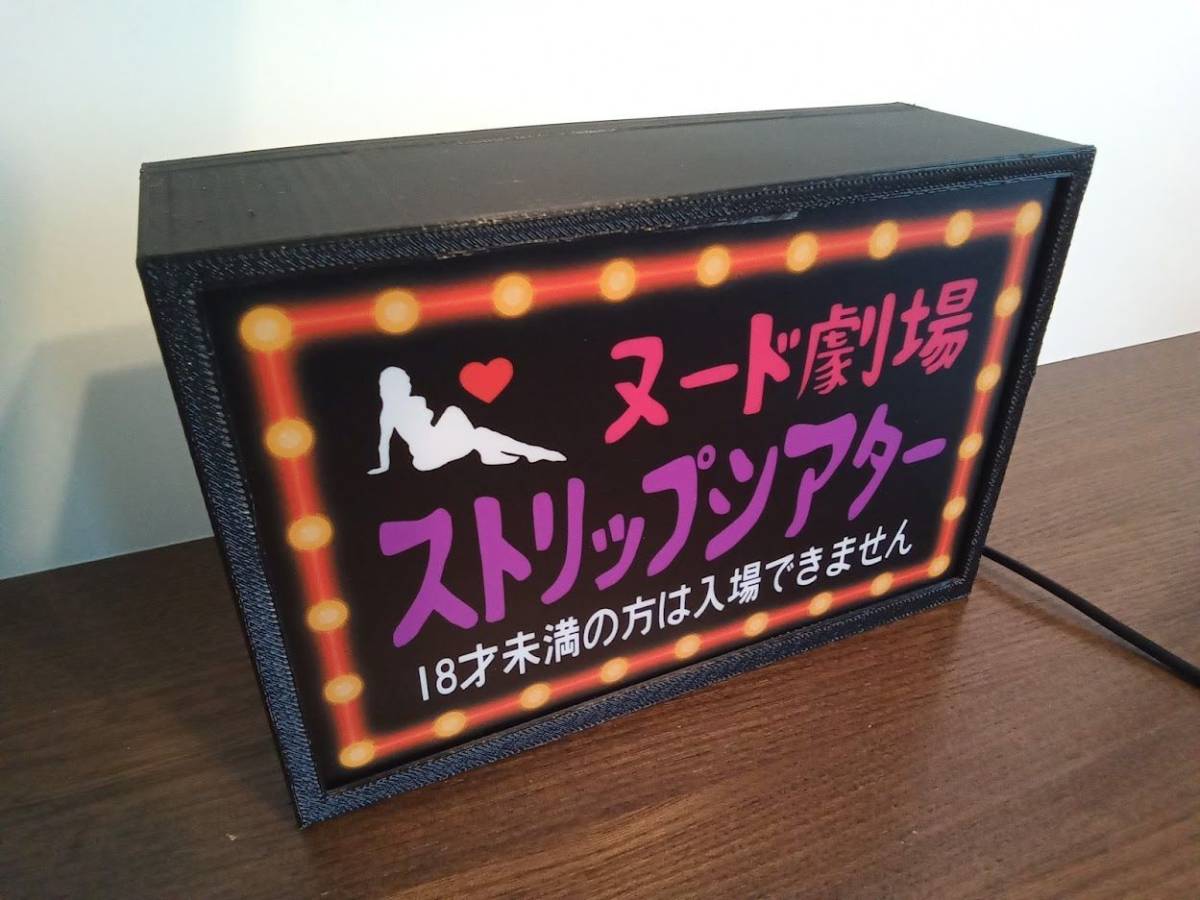 ヌード劇場
ストリップシアター
18才未満の方は入場できません